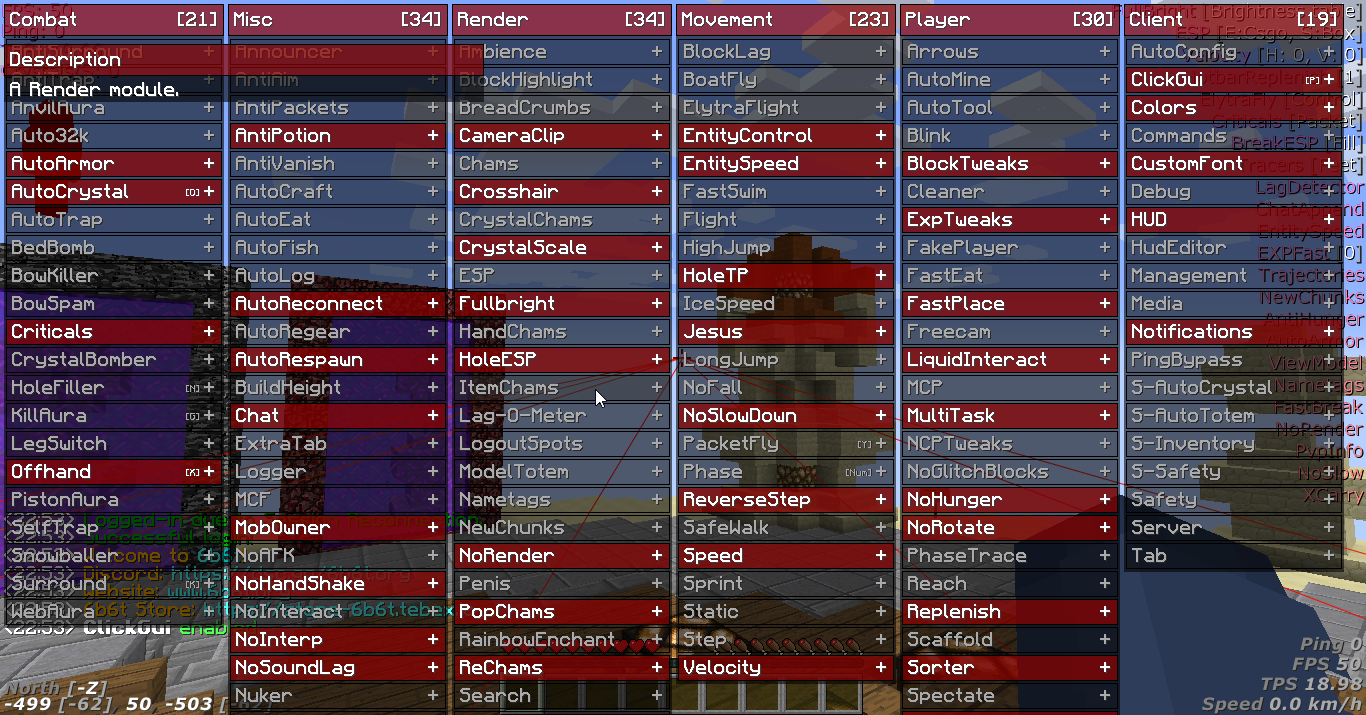 Combat [21]
AntiSurround
Description
AntiTrap
A Render module.
AnvilAura +
Auto32k +
AutoArmor +
AutoCrystal [O] +
AutoTrap +
BedBomb +
BowKiller +
BowSpam +
Criticals +
CrystalBomber +
HoleFiller [N] +
KillAura [G] +
LegSwitch +
Offhand [K] +
PistonAura +
SelfTrap +
Snowballer +
Surround [K] +
WebAura +
Misc [34]
Announcer +
AntiAim +
AntiPackets +
AntiPotion +
AntiVanish +
AutoCraft +
AutoEat +
AutoFish +
AutoLog +
AutoReconnect +
AutoRegear +
AutoRespawn +
BuildHeight +
Chat +
ExtraTab +
Logger +
MCF +
MobOwner +
NoAFK +
NoHandShake +
NoInteract +
NoInterp +
NoSoundLag +
Nuker +
Render [34]
Ambience +
BlockHighlight +
BreadCrumbs +
CameraClip +
Chams +
Crosshair +
CrystalChams +
CrystalScale +
ESP +
Fullbright +
HandChams +
HoleESP +
ItemChams +
Lag-O-Meter +
LogoutSpots +
ModelTotem +
Nametags +
NewChunks +
NoRender +
Penis +
PopChams +
RainbowEnchant +
ReChams +
Search +
Movement [23]
BlockLag +
BoatFly +
ElytraFlight +
EntityControl +
EntitySpeed +
FastSwim +
Flight +
HighJump +
HoleTP +
IceSpeed +
Jesus +
LongJump +
NoFall +
NoSlowDown +
PacketFly [Y] +
Phase [Num] +
ReverseStep +
SafeWalk +
Speed +
Sprint +
Static +
Step +
Velocity +
Player [30]
Arrows +
AutoMine +
AutoTool +
Blink +
BlockTweaks +
Cleaner +
ExpTweaks +
FakePlayer +
FastEat +
FastPlace +
Freecam +
LiquidInteract +
MCP +
MultiTask +
NCPTweaks +
NoGlitchBlocks +
NoHunger +
NoRotate +
PhaseTrace +
Reach +
Replenish +
Scaffold +
Sorter +
Spectate +
Client [19]
AutoConfig +
ClickGui [P] +
Colors +
Commands +
CustomFont +
Debug +
HUD +
HudEditor +
Management +
Media +
Notifications +
PingBypass +
S-AutoCrystal +
S-AutoTotem +
S-Inventory +
S-Safety +
Safety +
Server +
Tab +
LagDetector
ChatAppend
EntitySpeed
EXPFast [0]
Trajectories
NewChunks
AntiHunger
AutoArmor
ViewModel
Nametags
FastBreak
NoRender
PvpInfo
NoSlow
XCarry
<22:53> ClickGui enab
North [-Z]
-499 [-62], 50, -503 [-62]
Ping 0
FPS 50
TPS 18.98
Speed 0.0 km/h